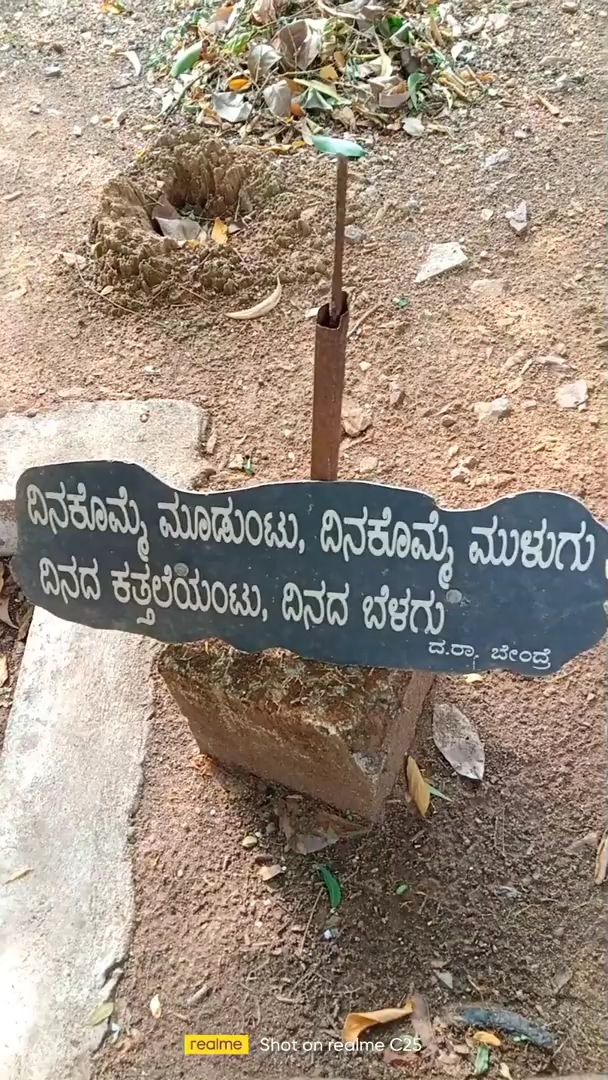 ದಿನಕೊಮ್ಮೆ ಮೂಡುಂಟು, ದಿನಕೊಮ್ಮೆ ಮುಳುಗು
ದಿನದ ಕತ್ತಲೆಯಂಟು, ದಿನದ ಬೆಳಗು
ದ.ರಾ. ಬೇಂದ್ರೆ
realme Shot on realme C25